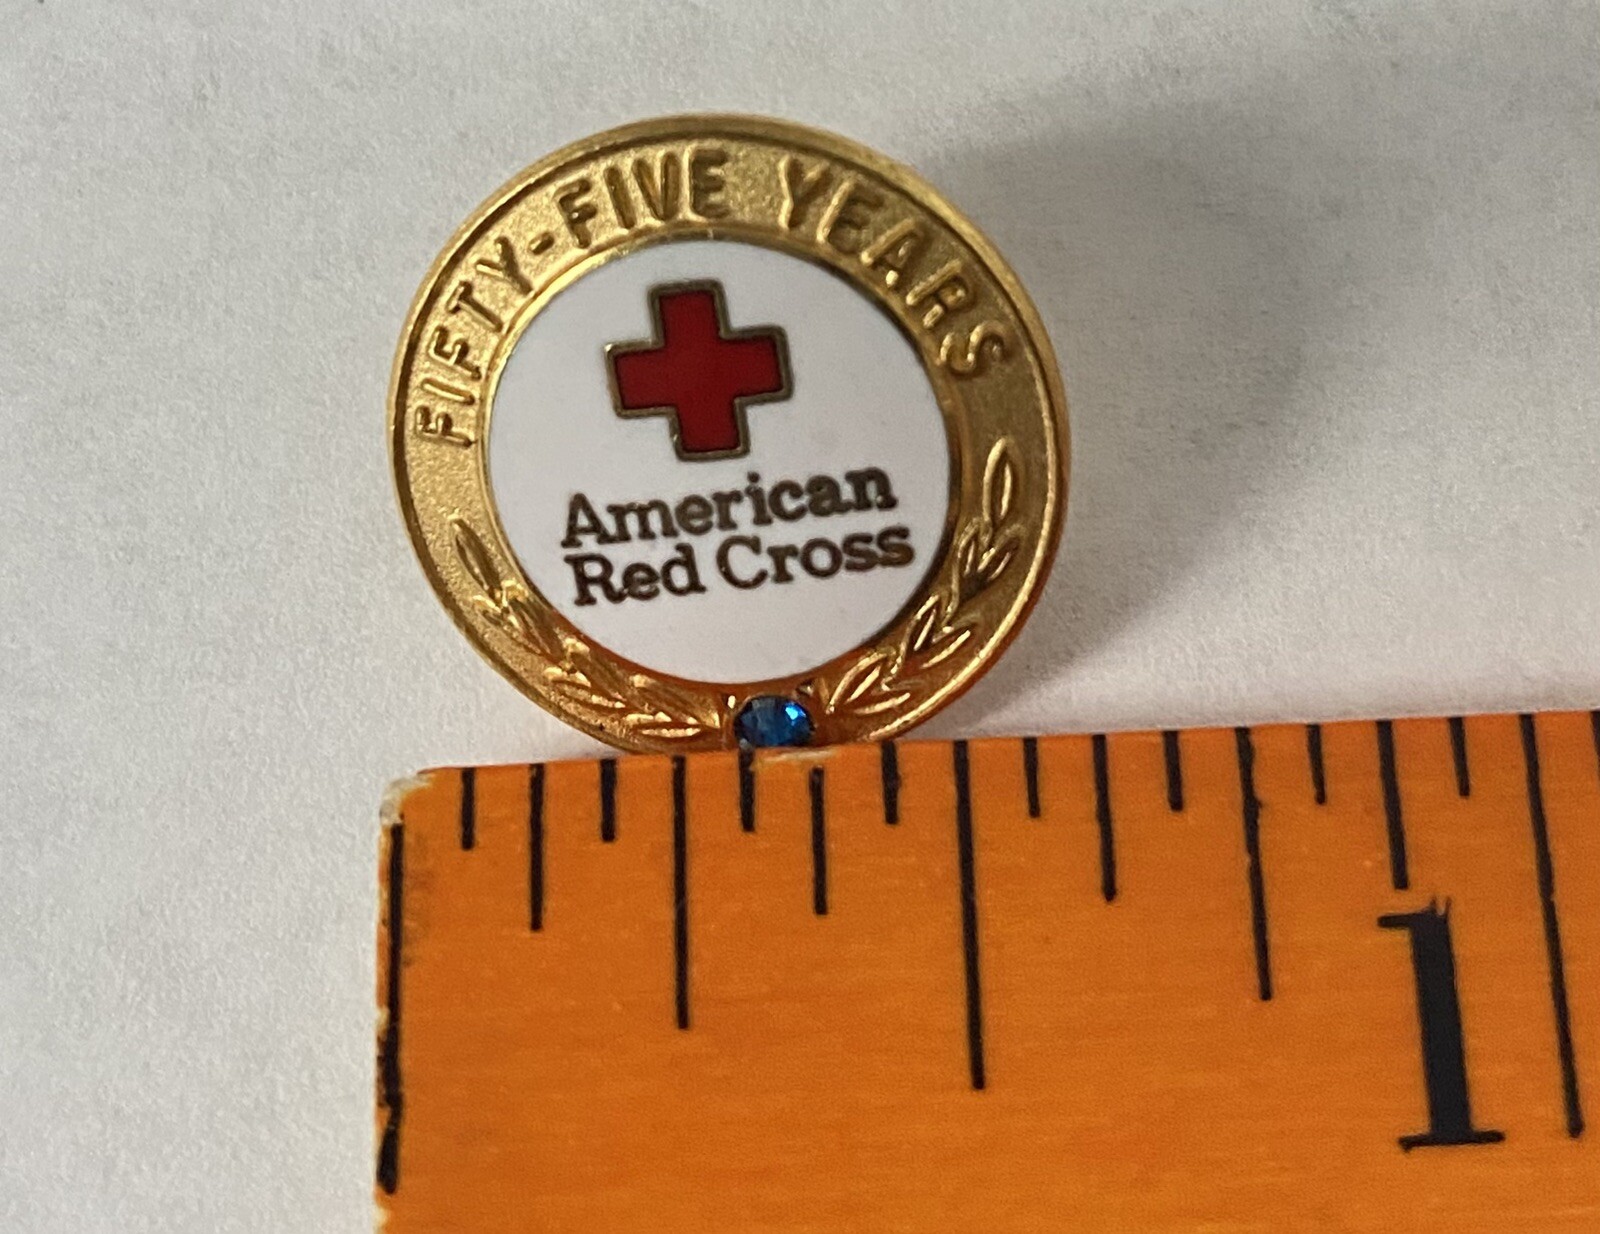 FIFTY-FIVE YEARS
American
Red Cross
1